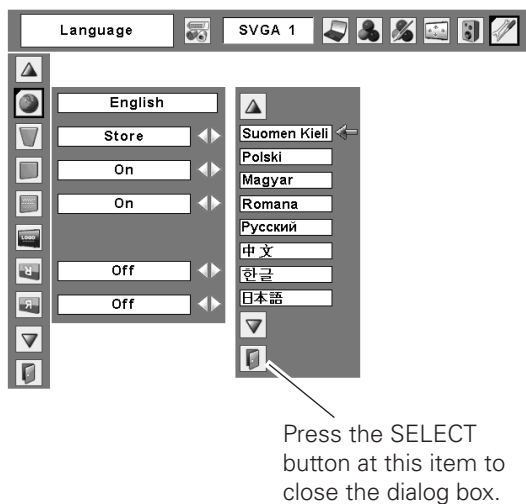 Language
SVGA 1
English
Store
On
On
LOGO
R
Off
Off
Suomen Kieli
Polski
Magyar
Romana
Русский
中文
한글
日本語
Press the SELECT
button at this item to
close the dialog box.